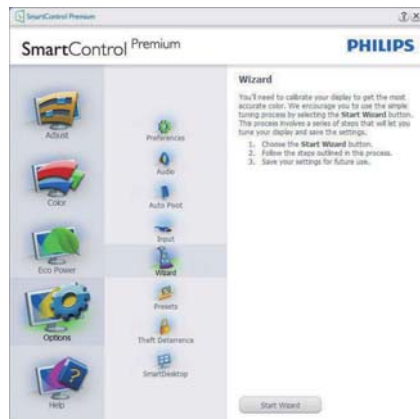 SmartControl Premium
SmartControl Premium
PHILIPS
Adjust
Color
Eco Power
Options
Help
Preferences
Audio
Auto Pivot
Input
Wizard
Presets
Theft Deterrence
SmartDesktop
Wizard
You'll need to calibrate your display to get the most
accurate color. We encourage you to use the simple
tuning process by selecting the Start Wizard button.
This process involves a series of steps that will let you
tune your display and save the settings.
1. Choose the Start Wizard button.
2. Follow the steps outlined in this process.
3. Save your settings for future use.
Start Wizard